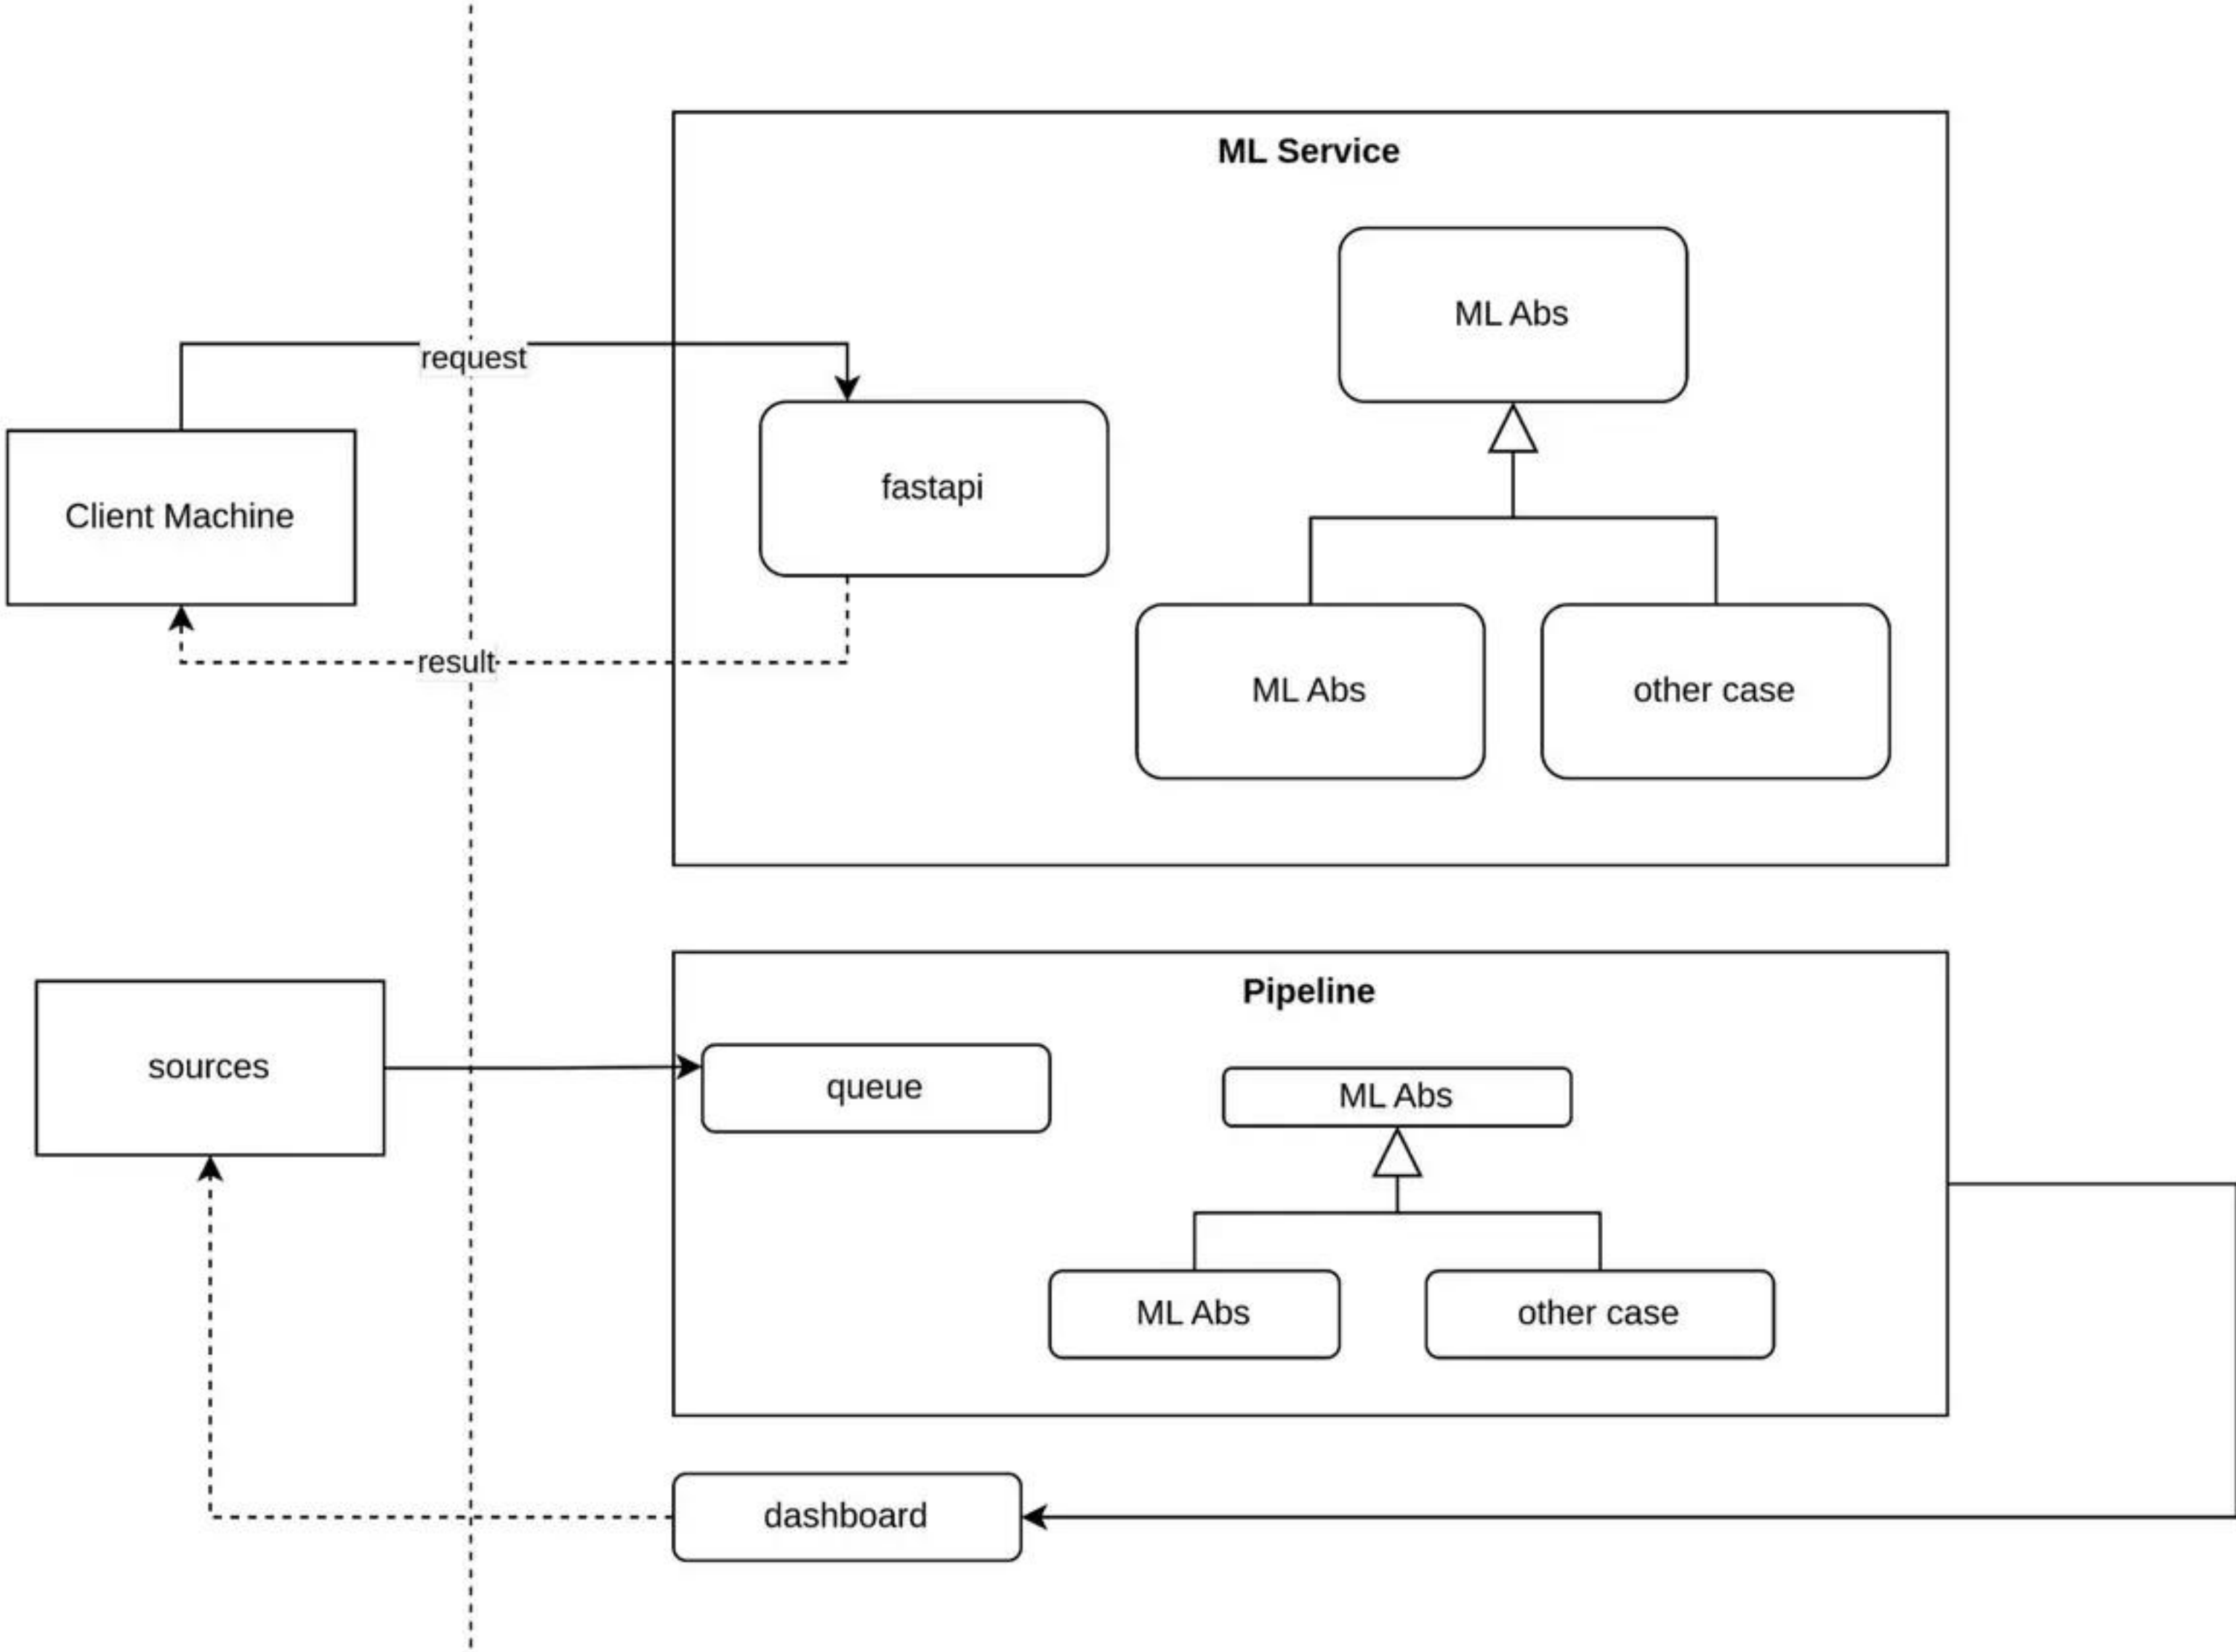 ML Service
ML Abs
request
fastapi
Client Machine
result
ML Abs
other case
Pipeline
sources
queue
ML Abs
ML Abs
other case
dashboard